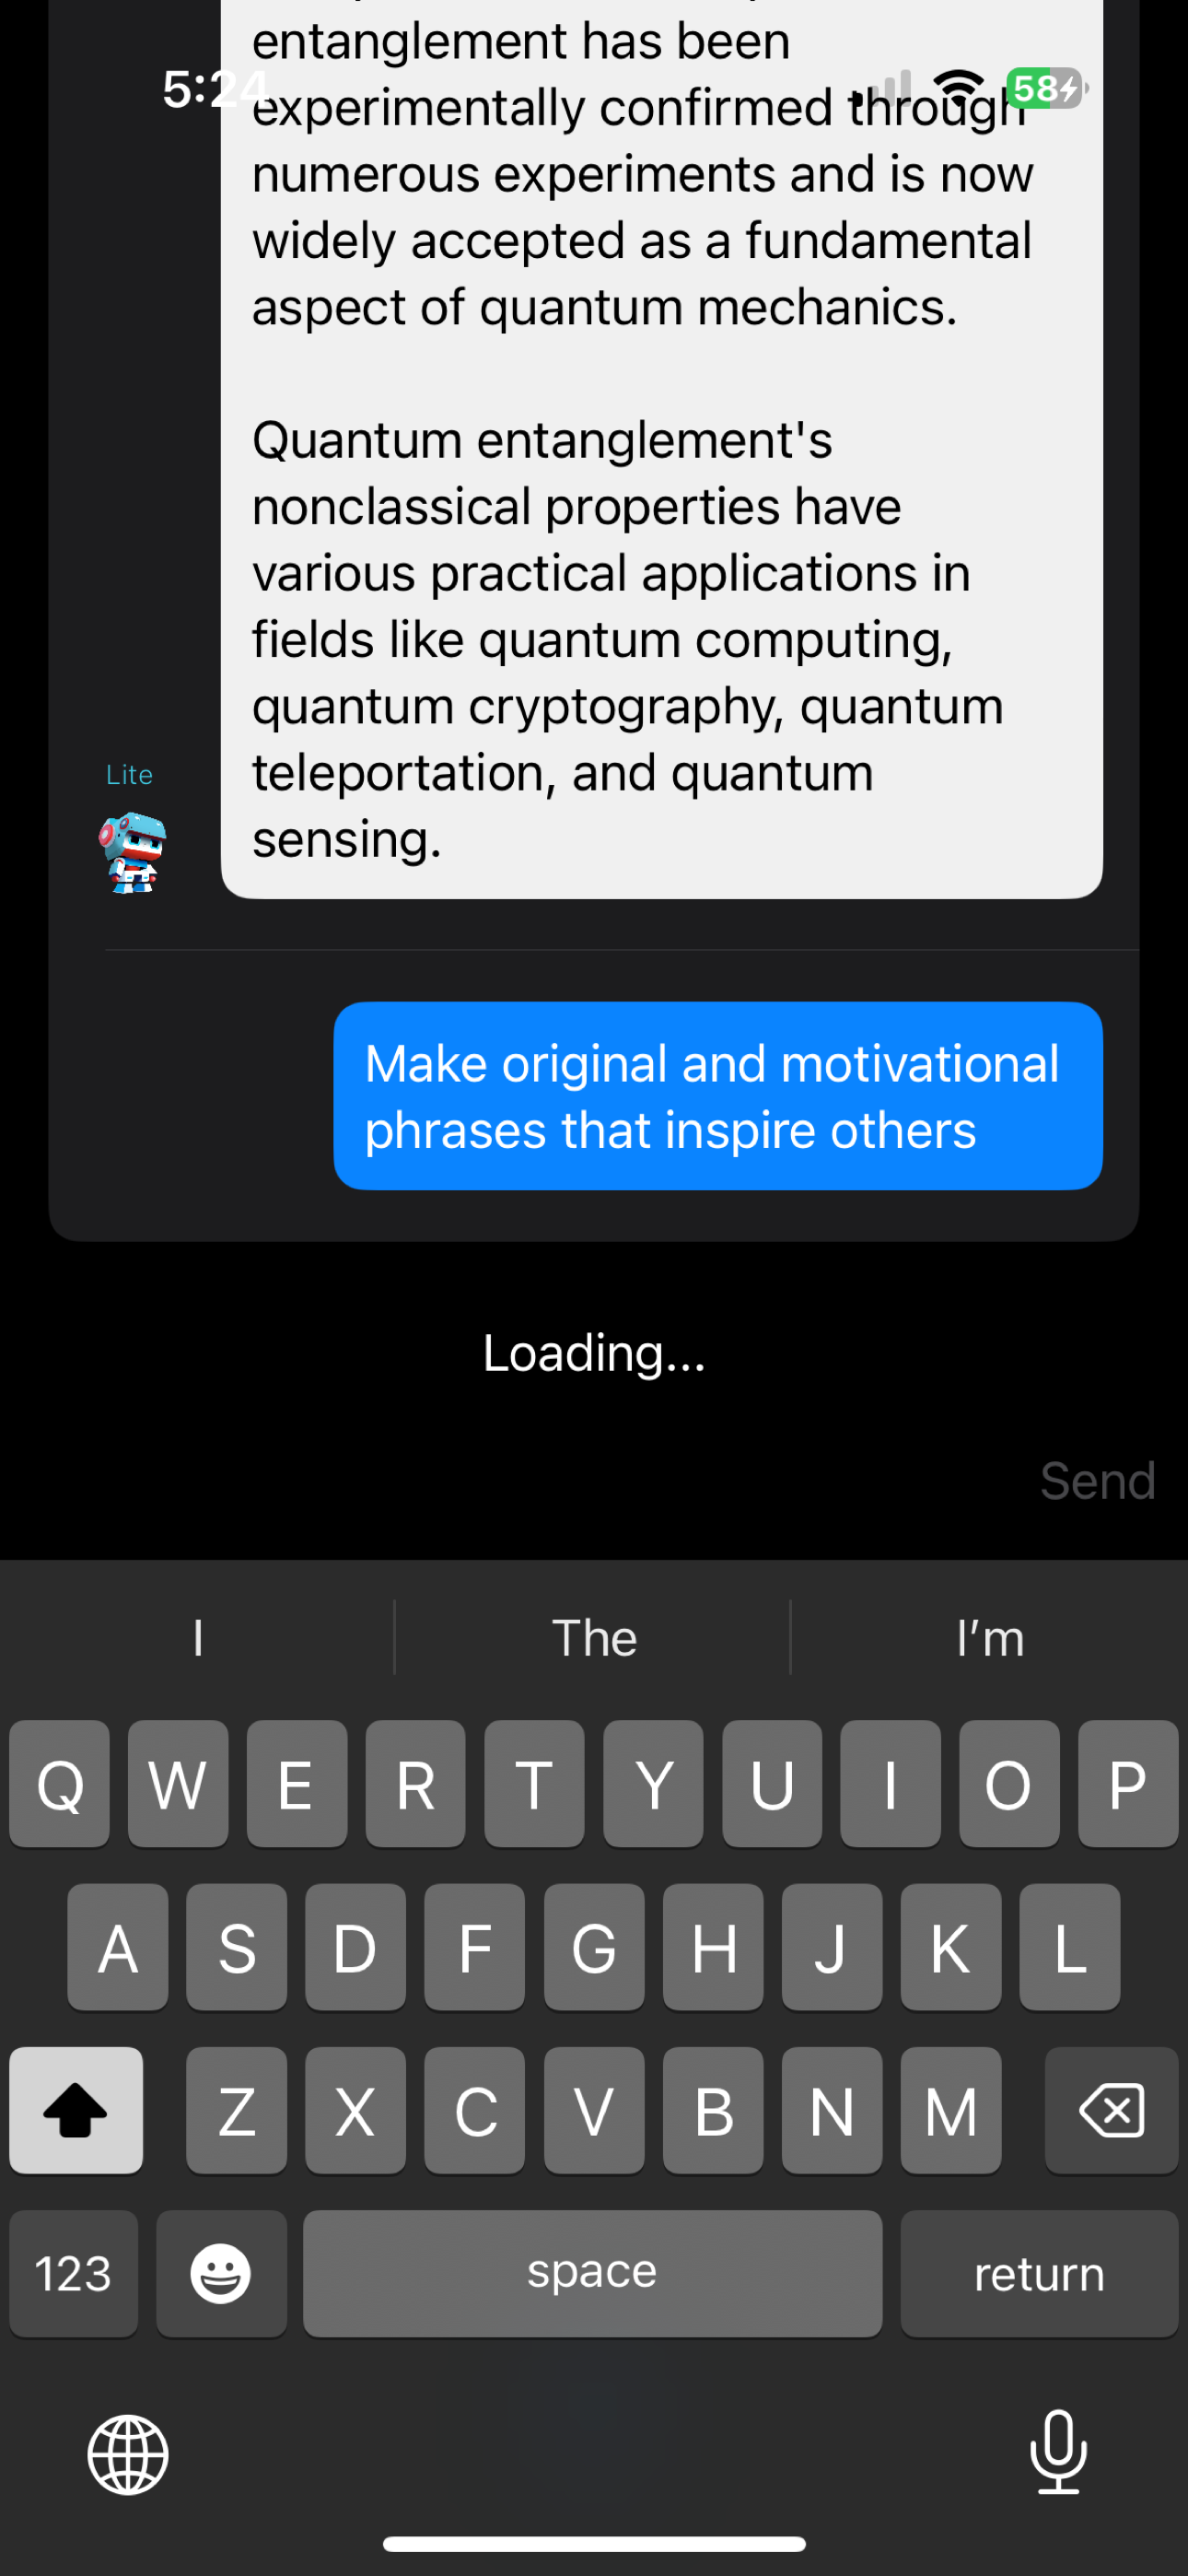 entanglement has been
5:24
experimentally confirmed through
58
numerous experiments and is now
widely accepted as a fundamental
aspect of quantum mechanics.
Quantum entanglement's
nonclassical properties have
various practical applications in
fields like quantum computing,
quantum cryptography, quantum
teleportation, and quantum
sensing.
Lite
Make original and motivational
phrases that inspire others
Loading...
Send
I The I'm
Q W E R T Y U I O P
A S D F G H J K L
Z X C V B N M
123 space return